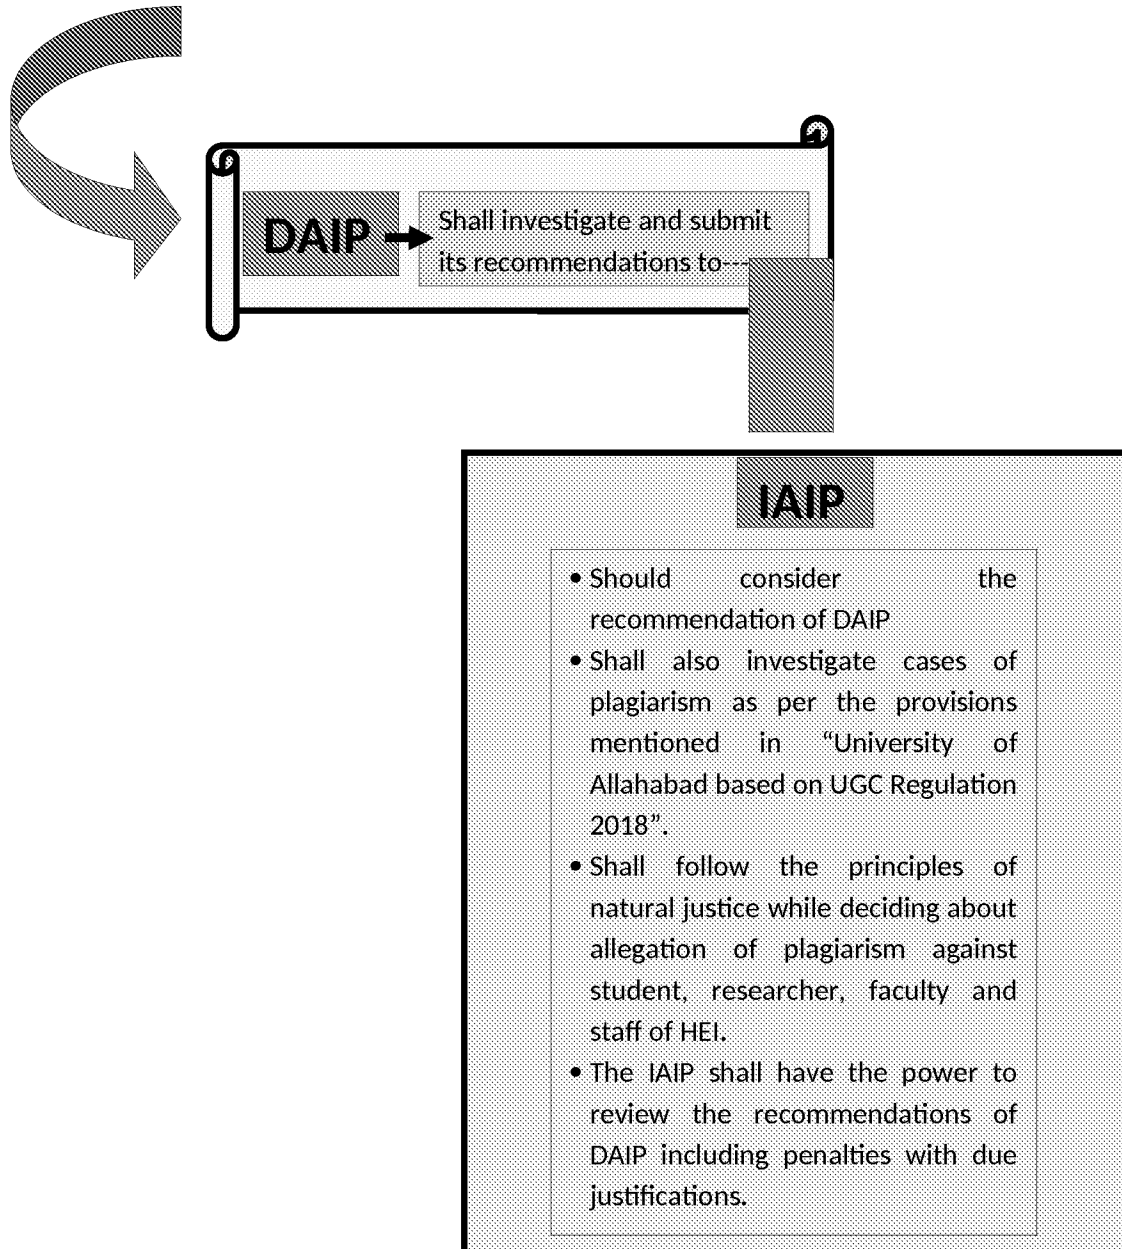 DAIP
Shall investigate and submit
its recommendations to---
IAIP
• Should consider the
recommendation of DAIP
• Shall also investigate cases of
plagiarism as per the provisions
mentioned in “University of
Allahabad based on UGC Regulation
2018”.
• Shall follow the principles of
natural justice while deciding about
allegation of plagiarism against
student, researcher, faculty and
staff of HEI.
• The IAIP shall have the power to
review the recommendations of
DAIP including penalties with due
justifications.